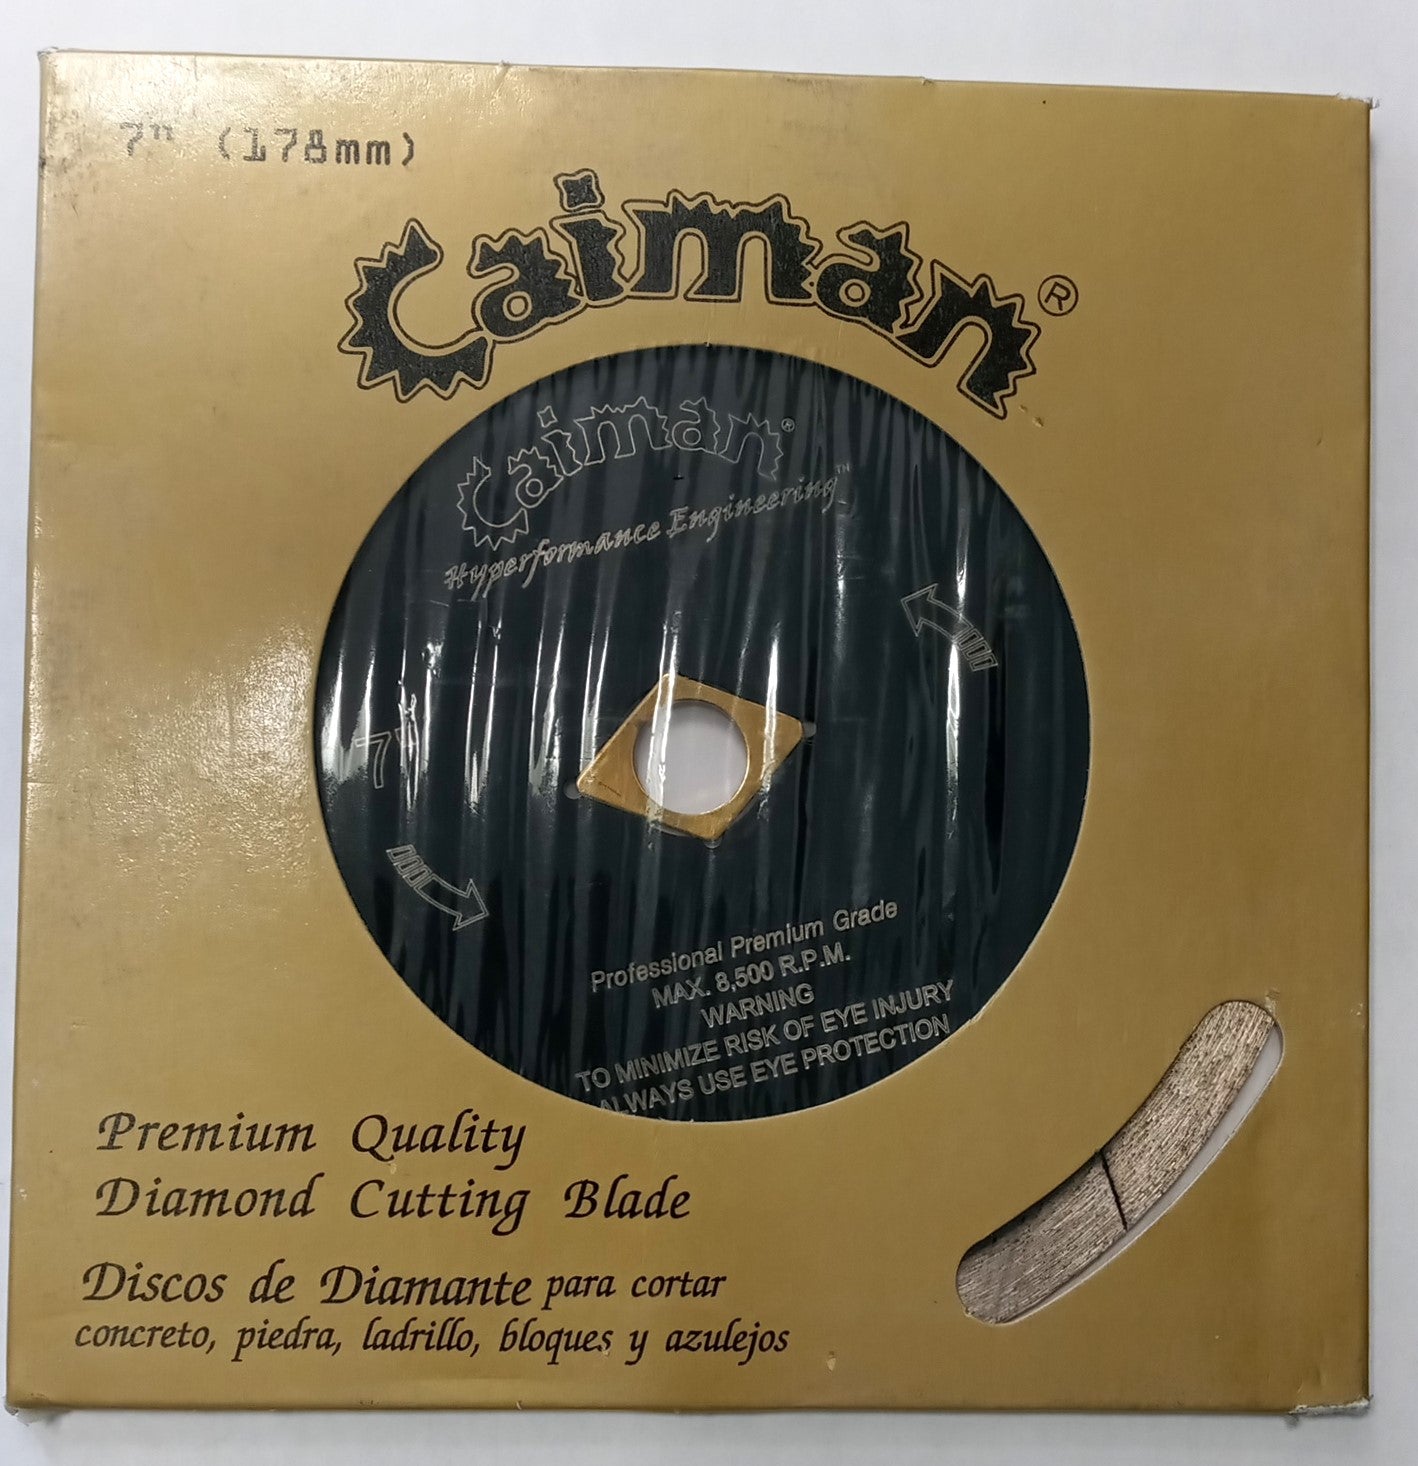 7" (178mm)
Caiman®
Caiman®
Hyperformance Engineering™
7"
Professional Premium Grade
MAX. 8,500 R.P.M.
WARNING
TO MINIMIZE RISK OF EYE INJURY
ALWAYS USE EYE PROTECTION
Premium Quality
Diamond Cutting Blade
Discos de Diamante para cortar
concreto, piedra, ladrillo, bloques y azulejos